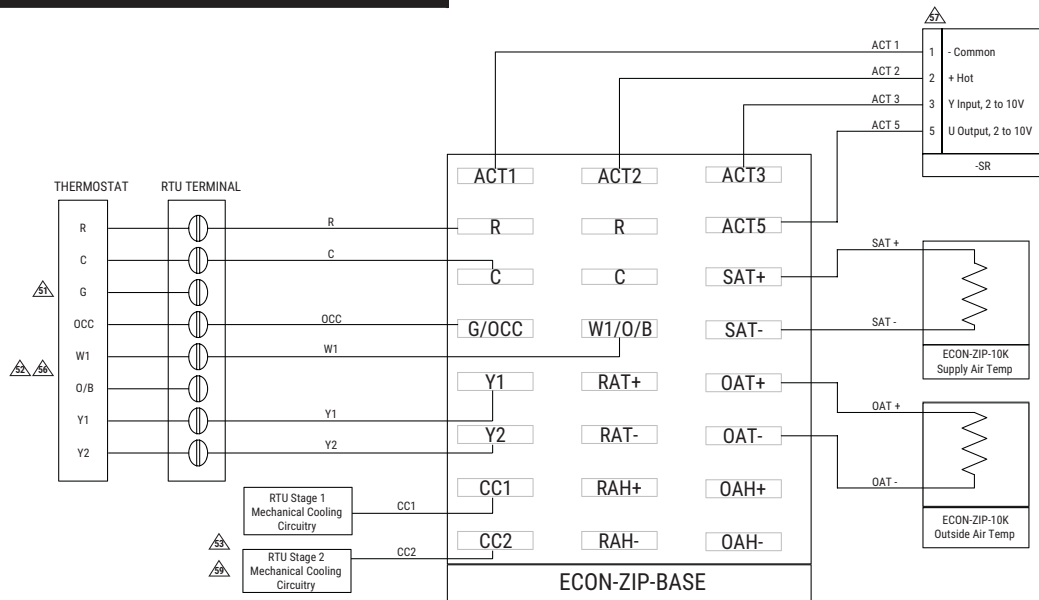 57
ACT 1
1 - Common
ACT 2
2 + Hot
ACT 3
3 Y Input, 2 to 10V
ACT 5
5 U Output, 2 to 10V
-SR
THERMOSTAT
RTU TERMINAL
R
C
51
G
OCC
W1
52 56
O/B
Y1
Y2
R
C
OCC
W1
Y1
Y2
RTU Stage 1
Mechanical Cooling
Circuitry
CC1
53
59
RTU Stage 2
Mechanical Cooling
Circuitry
CC2
ACT1 ACT2 ACT3
R R ACT5
C C SAT+
G/OCC W1/O/B SAT-
Y1 RAT+ OAT+
Y2 RAT- OAT-
CC1 RAH+ OAH+
CC2 RAH- OAH-
ECON-ZIP-BASE
SAT +
SAT -
ECON-ZIP-10K
Supply Air Temp
OAT +
OAT -
ECON-ZIP-10K
Outside Air Temp